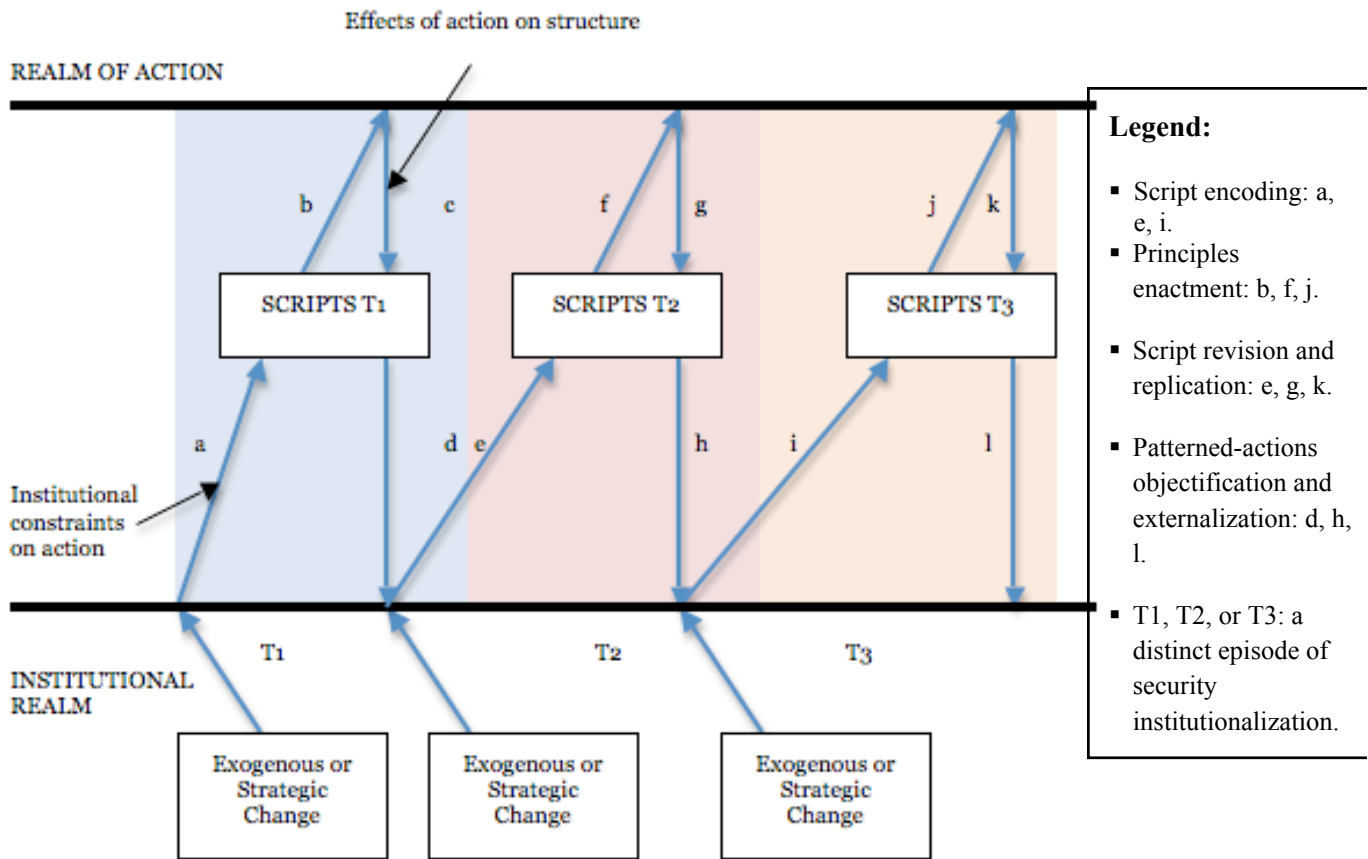 Effects of action on structure
REALM OF ACTION
b
c
f
g
j
k
SCRIPTS T1
SCRIPTS T2
SCRIPTS T3
a
d
e
h
i
l
Institutional
constraints
on action
T1
T2
T3
INSTITUTIONAL
REALM
Exogenous or
Strategic
Change
Exogenous or
Strategic
Change
Exogenous or
Strategic
Change
Legend:
▪ Script encoding: a,
e, i.
▪ Principles
enactment: b, f, j.
▪ Script revision and
replication: e, g, k.
▪ Patterned-actions
objectification and
externalization: d, h,
l.
▪ T1, T2, or T3: a
distinct episode of
security
institutionalization.